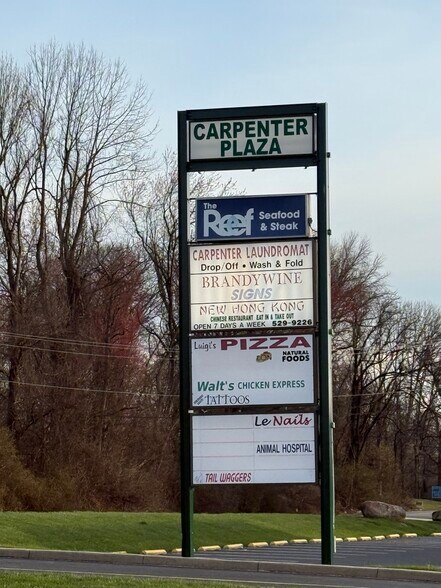 CARPENTER
PLAZA
The
Reef Seafood
& Steak
CARPENTER LAUNDROMAT
Drop/Off • Wash & Fold
BRANDYWINE
SIGNS
NEW HONG KONG
CHINESE RESTAURANT EAT IN & TAKE OUT
OPEN 7 DAYS A WEEK 529-9226
Luigi's PIZZA
NATURAL
FOODS
Walt's CHICKEN EXPRESS
TATTOOS
Le Nails
ANIMAL HOSPITAL
TAIL WAGGERS